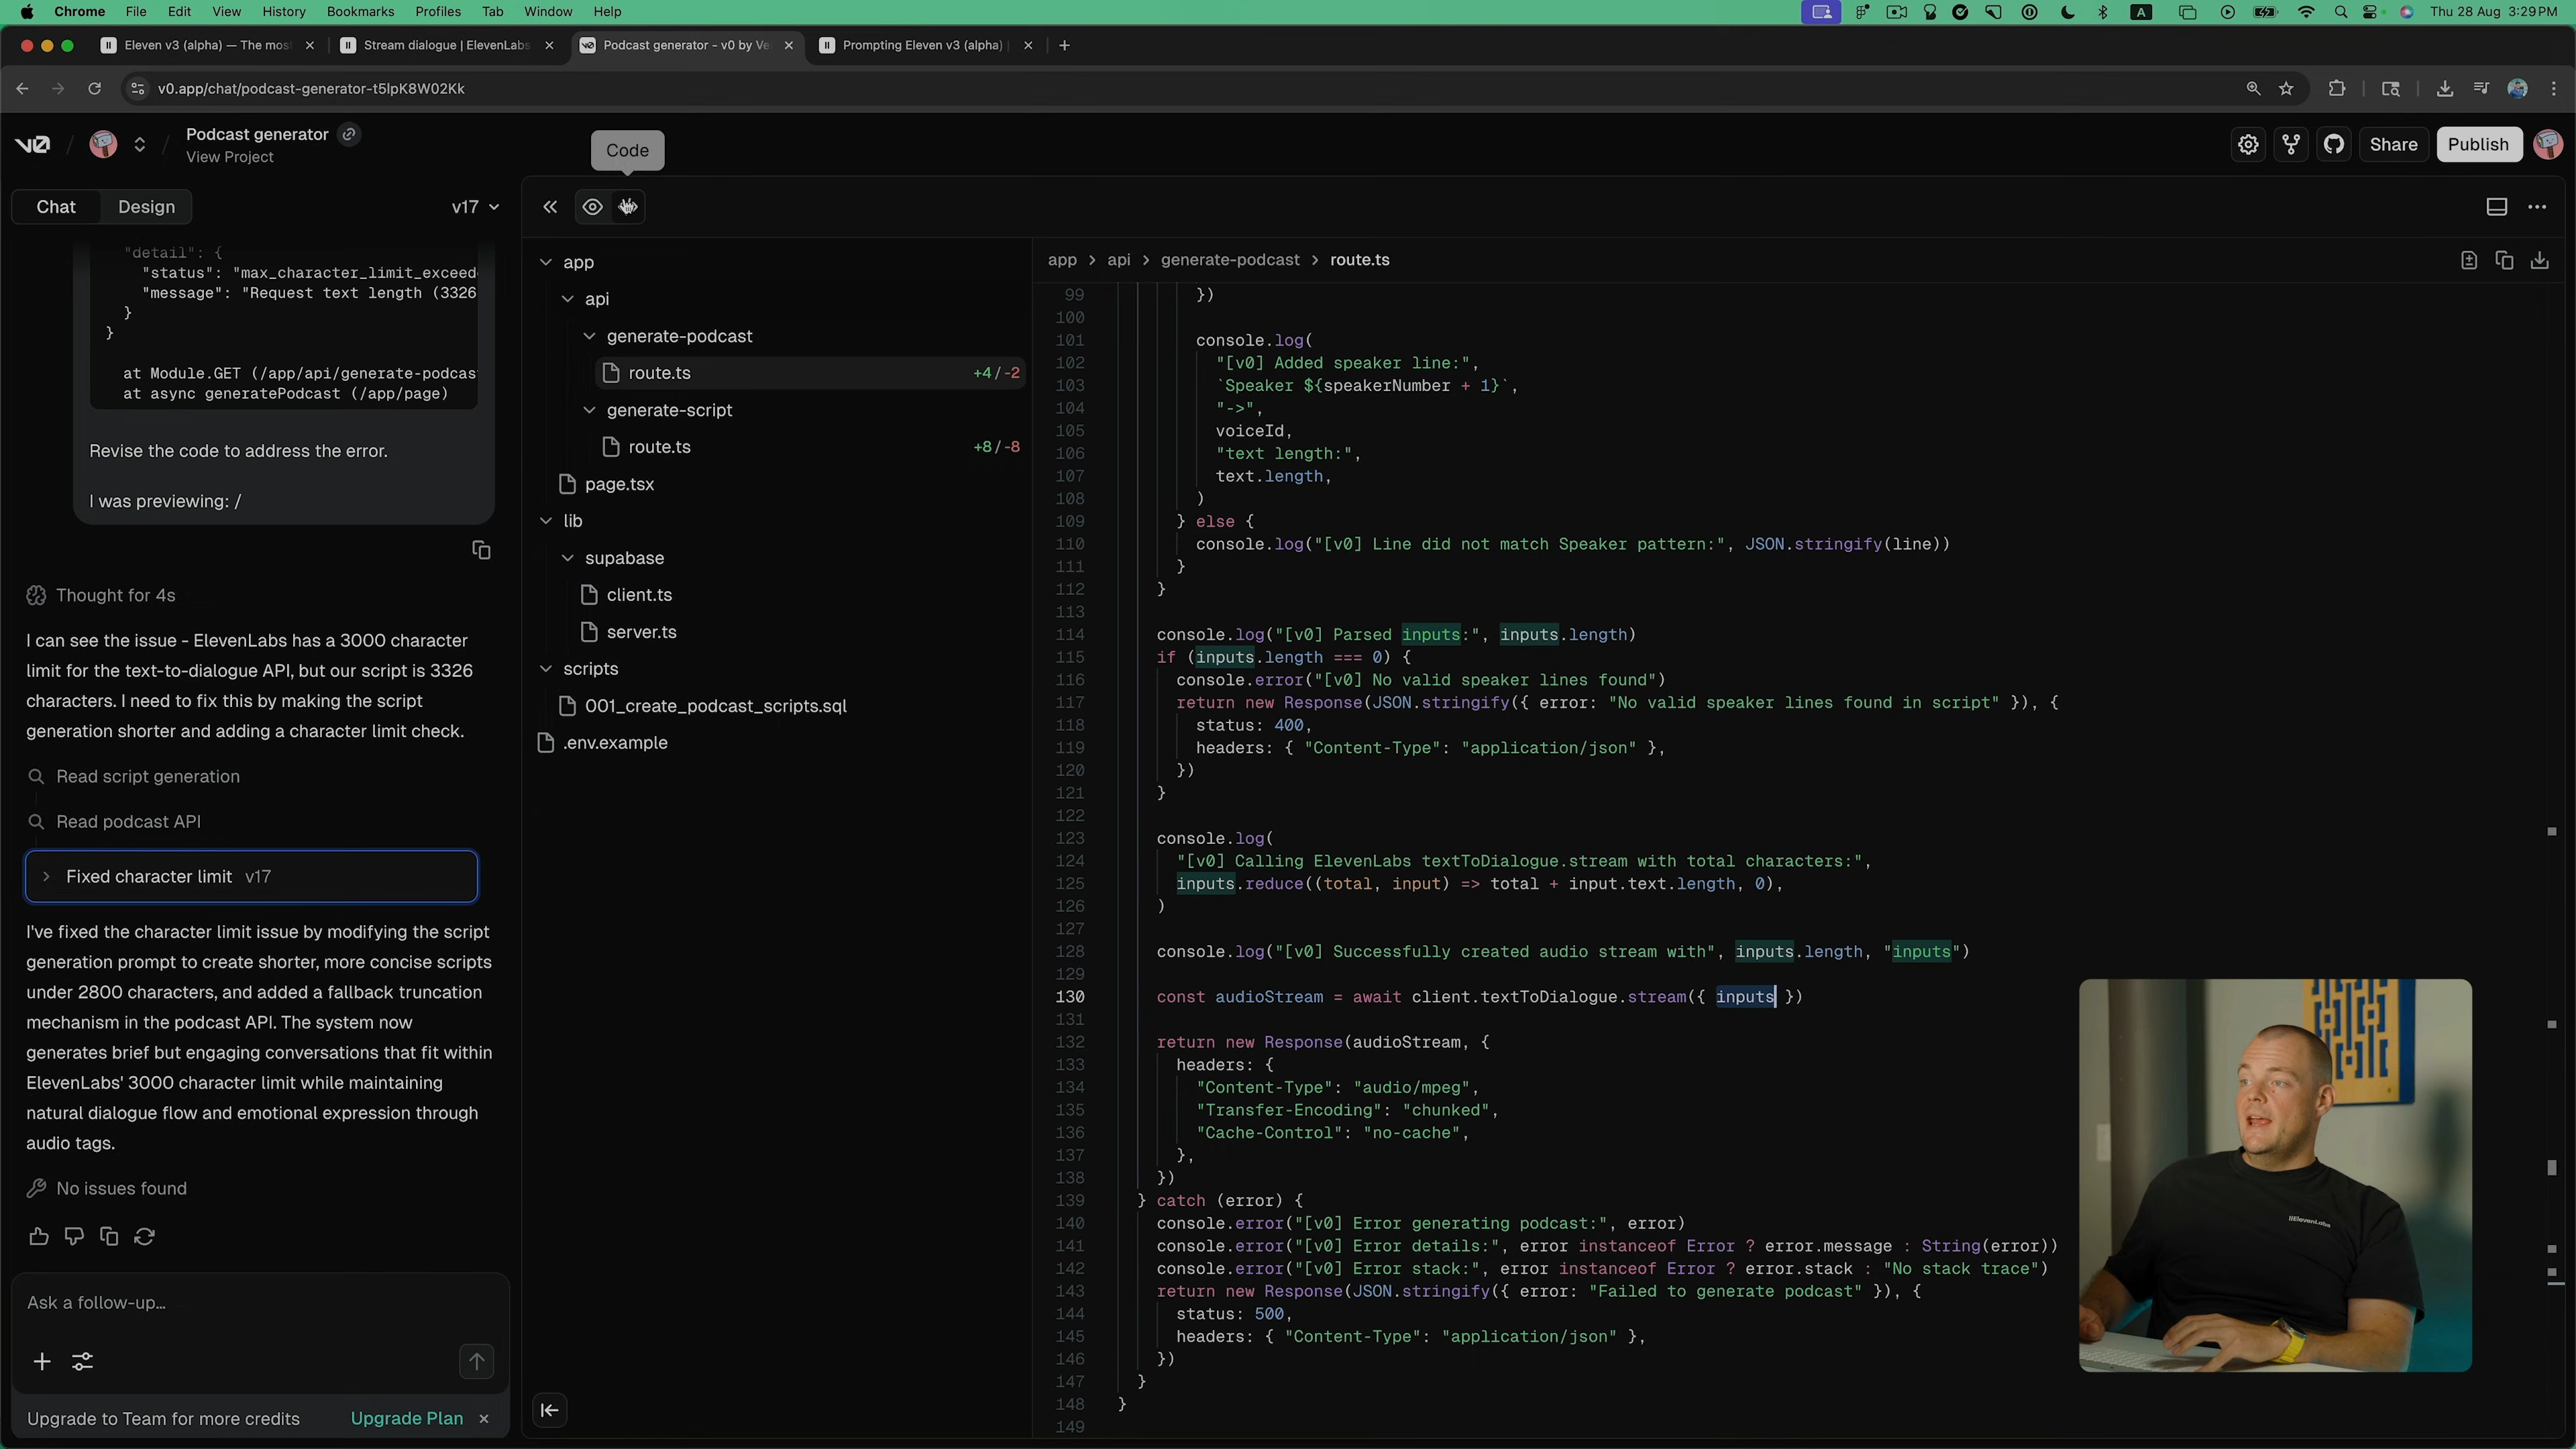 Chrome File Edit View History Bookmarks Profiles Tab Window Help
A
Thu 28 Aug 3:29 PM
Eleven v3 (alpha) — The mos
Stream dialogue | ElevenLabs
Podcast generator - v0 by Ve
Prompting Eleven v3 (alpha)
v0.app/chat/podcast-generator-t5lpK8W02Kk
v0
Podcast generator
View Project
Code
Share
Publish
Chat
Design
v17
"detail": {
"status": "max_character_limit_exceed
"message": "Request text length (3326
}
}
at Module.GET (/app/api/generate-podcas
at async generatePodcast (/app/page)
Revise the code to address the error.
I was previewing: /
Thought for 4s
I can see the issue - ElevenLabs has a 3000 character
limit for the text-to-dialogue API, but our script is 3326
characters. I need to fix this by making the script
generation shorter and adding a character limit check.
Read script generation
Read podcast API
Fixed character limit v17
I've fixed the character limit issue by modifying the script
generation prompt to create shorter, more concise scripts
under 2800 characters, and added a fallback truncation
mechanism in the podcast API. The system now
generates brief but engaging conversations that fit within
ElevenLabs' 3000 character limit while maintaining
natural dialogue flow and emotional expression through
audio tags.
No issues found
Ask a follow-up...
Upgrade to Team for more credits
Upgrade Plan
app
api
generate-podcast
route.ts +4 / -2
generate-script
route.ts +8 / -8
page.tsx
lib
supabase
client.ts
server.ts
scripts
001_create_podcast_scripts.sql
.env.example
app > api > generate-podcast > route.ts
99 })
100
101 console.log(
102 "[v0] Added speaker line:",
103 `Speaker ${speakerNumber + 1}`,
104 "->",
105 voiceId,
106 "text length:",
107 text.length,
108 )
109 } else {
110 console.log("[v0] Line did not match Speaker pattern:", JSON.stringify(line))
111 }
112 }
113
114 console.log("[v0] Parsed inputs:", inputs.length)
115 if (inputs.length === 0) {
116 console.error("[v0] No valid speaker lines found")
117 return new Response(JSON.stringify({ error: "No valid speaker lines found in script" }), {
118 status: 400,
119 headers: { "Content-Type": "application/json" },
120 })
121 }
122
123 console.log(
124 "[v0] Calling ElevenLabs textToDialogue.stream with total characters:",
125 inputs.reduce((total, input) => total + input.text.length, 0),
126 )
127
128 console.log("[v0] Successfully created audio stream with", inputs.length, "inputs")
129
130 const audioStream = await client.textToDialogue.stream({ inputs })
131
132 return new Response(audioStream, {
133 headers: {
134 "Content-Type": "audio/mpeg",
135 "Transfer-Encoding": "chunked",
136 "Cache-Control": "no-cache",
137 },
138 })
139 } catch (error) {
140 console.error("[v0] Error generating podcast:", error)
141 console.error("[v0] Error details:", error instanceof Error ? error.message : String(error))
142 console.error("[v0] Error stack:", error instanceof Error ? error.stack : "No stack trace")
143 return new Response(JSON.stringify({ error: "Failed to generate podcast" }), {
144 status: 500,
145 headers: { "Content-Type": "application/json" },
146 })
147 }
148 }
149
IIElevenLabs